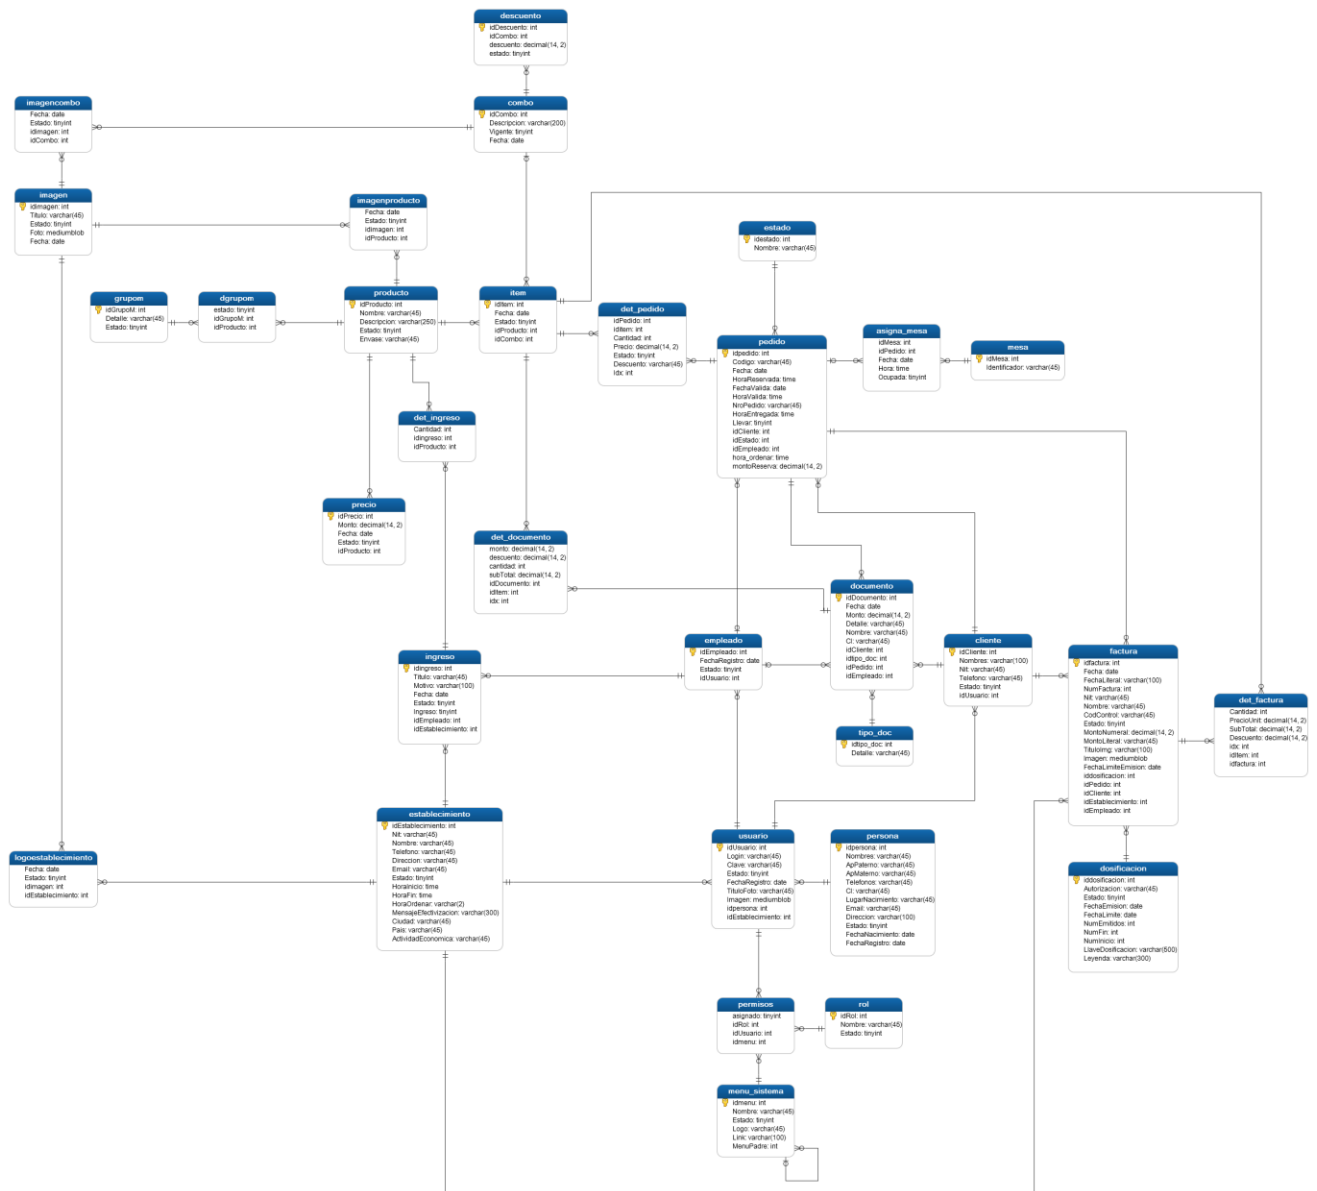 descuento
idDescuento: int
idCombo: int
descuento: decimal(14, 2)
estado: tinyint
imagencombo
Fecha: date
Estado: tinyint
idimagen: int
idCombo: int
combo
idCombo: int
Descripcion: varchar(200)
Vigente: tinyint
Fecha: date
imagen
idimagen: int
Titulo: varchar(45)
Estado: tinyint
Foto: mediumblob
Fecha: date
imagenproducto
Fecha: date
Estado: tinyint
idimagen: int
idProducto: int
estado
idestado: int
Nombre: varchar(45)
grupom
idGrupoM: int
Detalle: varchar(45)
Estado: tinyint
dgrupom
estado: tinyint
idGrupoM: int
idProducto: int
producto
idProducto: int
Nombre: varchar(45)
Descripcion: varchar(250)
Estado: tinyint
Envase: varchar(45)
item
idItem: int
Fecha: date
Estado: tinyint
idProducto: int
idCombo: int
det_pedido
idPedido: int
idItem: int
Cantidad: int
Precio: decimal(14, 2)
Estado: tinyint
Descuento: varchar(45)
Idx: int
pedido
idpedido: int
Codigo: varchar(45)
Fecha: date
HoraReservada: time
FechaValida: date
HoraValida: time
NroPedido: varchar(45)
HoraEntregada: time
Llevar: tinyint
idCliente: int
idEstado: int
idEmpleado: int
hora_ordenar: time
montoReserva: decimal(14, 2)
asigna_mesa
idMesa: int
idPedido: int
Fecha: date
Hora: time
Ocupada: tinyint
mesa
idMesa: int
Identificador: varchar(45)
det_ingreso
Cantidad: int
idingreso: int
idProducto: int
precio
idPrecio: int
Monto: decimal(14, 2)
Fecha: date
Estado: tinyint
idProducto: int
det_documento
monto: decimal(14, 2)
descuento: decimal(14, 2)
cantidad: int
subTotal: decimal(14, 2)
idDocumento: int
idItem: int
idx: int
documento
idDocumento: int
Fecha: date
Monto: decimal(14, 2)
Detalle: varchar(45)
Nombre: varchar(45)
CI: varchar(45)
idCliente: int
idtipo_doc: int
idPedido: int
idEmpleado: int
empleado
idEmpleado: int
FechaRegistro: date
Estado: tinyint
idUsuario: int
cliente
idCliente: int
Nombres: varchar(100)
Nit: varchar(45)
Telefono: varchar(45)
Estado: tinyint
idUsuario: int
ingreso
idingreso: int
Titulo: varchar(45)
Motivo: varchar(100)
Fecha: date
Estado: tinyint
Ingreso: tinyint
idEmpleado: int
idEstablecimiento: int
factura
idfactura: int
Fecha: date
FechaLiteral: varchar(100)
NumFactura: int
Nit: varchar(45)
Nombre: varchar(45)
CodControl: varchar(45)
Estado: tinyint
MontoNumeral: decimal(14, 2)
MontoLiteral: varchar(45)
TituloImg: varchar(100)
Imagen: mediumblob
FechaLimiteEmision: date
iddosificacion: int
idPedido: int
idCliente: int
idEstablecimiento: int
idEmpleado: int
det_factura
Cantidad: int
PrecioUnit: decimal(14, 2)
SubTotal: decimal(14, 2)
Descuento: decimal(14, 2)
idx: int
idItem: int
idfactura: int
tipo_doc
idtipo_doc: int
Detalle: varchar(45)
establecimiento
idEstablecimiento: int
Nit: varchar(45)
Nombre: varchar(45)
Telefono: varchar(45)
Direccion: varchar(45)
Email: varchar(45)
Estado: tinyint
HoraInicio: time
HoraFin: time
HoraOrdenar: varchar(2)
MensajeEfectivizacion: varchar(300)
Ciudad: varchar(45)
Pais: varchar(45)
ActividadEconomica: varchar(45)
logoestablecimiento
Fecha: date
Estado: tinyint
idimagen: int
idEstablecimiento: int
usuario
idUsuario: int
Login: varchar(45)
Clave: varchar(45)
Estado: tinyint
FechaRegistro: date
TituloFoto: varchar(45)
Imagen: mediumblob
idpersona: int
idEstablecimiento: int
persona
idpersona: int
Nombres: varchar(45)
ApPaterno: varchar(45)
ApMaterno: varchar(45)
Telefonos: varchar(45)
CI: varchar(45)
LugarNacimiento: varchar(45)
Email: varchar(45)
Direccion: varchar(100)
Estado: tinyint
FechaNacimiento: date
FechaRegistro: date
dosificacion
iddosificacion: int
Autorizacion: varchar(45)
Estado: tinyint
FechaEmision: date
FechaLimite: date
NumEmitidos: int
NumFin: int
NumInicio: int
LlaveDosificacion: varchar(500)
Leyenda: varchar(300)
permisos
asignado: tinyint
idRol: int
idUsuario: int
idmenu: int
rol
idRol: int
Nombre: varchar(45)
Estado: tinyint
menu_sistema
idmenu: int
Nombre: varchar(45)
Estado: tinyint
Logo: varchar(45)
Link: varchar(100)
MenuPadre: int